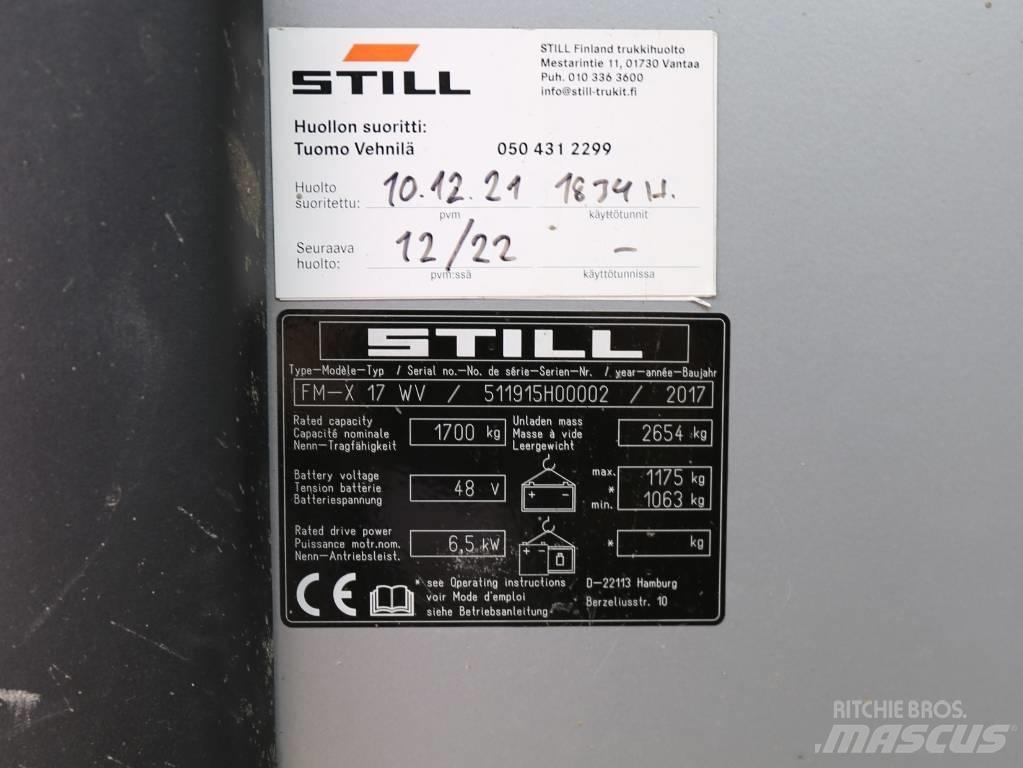 STILL
STILL Finland trukkihuolto
Mestarintie 11, 01730 Vantaa
Puh. 010 336 3600
info@still-trukit.fi
Huollon suoritti:
Tuomo Vehnilä 050 431 2299
Huolto suoritettu: 10.12.21 1834 H.
pvm käyttötunnit
Seuraava huolto: 12/22 –
pvm:ssä käyttötunnissa
STILL
Type-Modèle-Typ / Serial no.-No. de série-Serien-Nr. / year-année-Baujahr
FM-X 17 WV / 511915H00002 / 2017
Rated capacity
Capacité nominale
Nenn-Tragfähigkeit
1700 kg
Unladen mass
Masse à vide
Leergewicht
2654 kg
Battery voltage
Tension batterie
Batteriespannung
48 V
max. 1175 kg
*
min. 1063 kg
Rated drive power
Puissance motr.nom.
Nenn-Antriebsleist.
6,5 kW
* kg
CE
* see Operating instructions
voir Mode d'emploi
siehe Betriebsanleitung
D-22113 Hamburg
Berzeliusstr. 10
RITCHIE BROS.
MASCUS